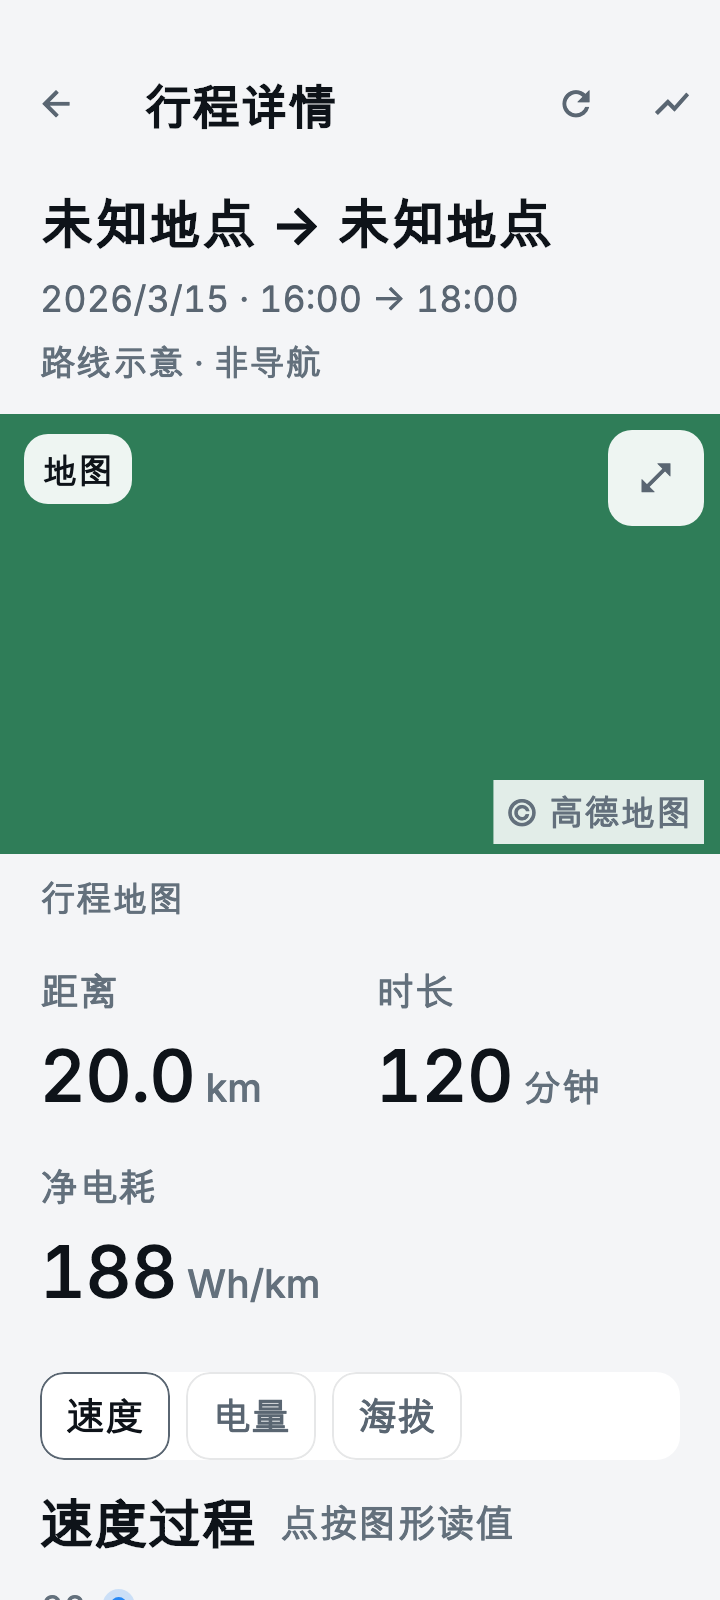 行程详情
未知地点 → 未知地点
2026/3/15 · 16:00 → 18:00
路线示意 · 非导航
地图
© 高德地图
行程地图
距离 时长
20.0 km 120 分钟
净电耗
188 Wh/km
速度 电量 海拔
速度过程 点按图形读值